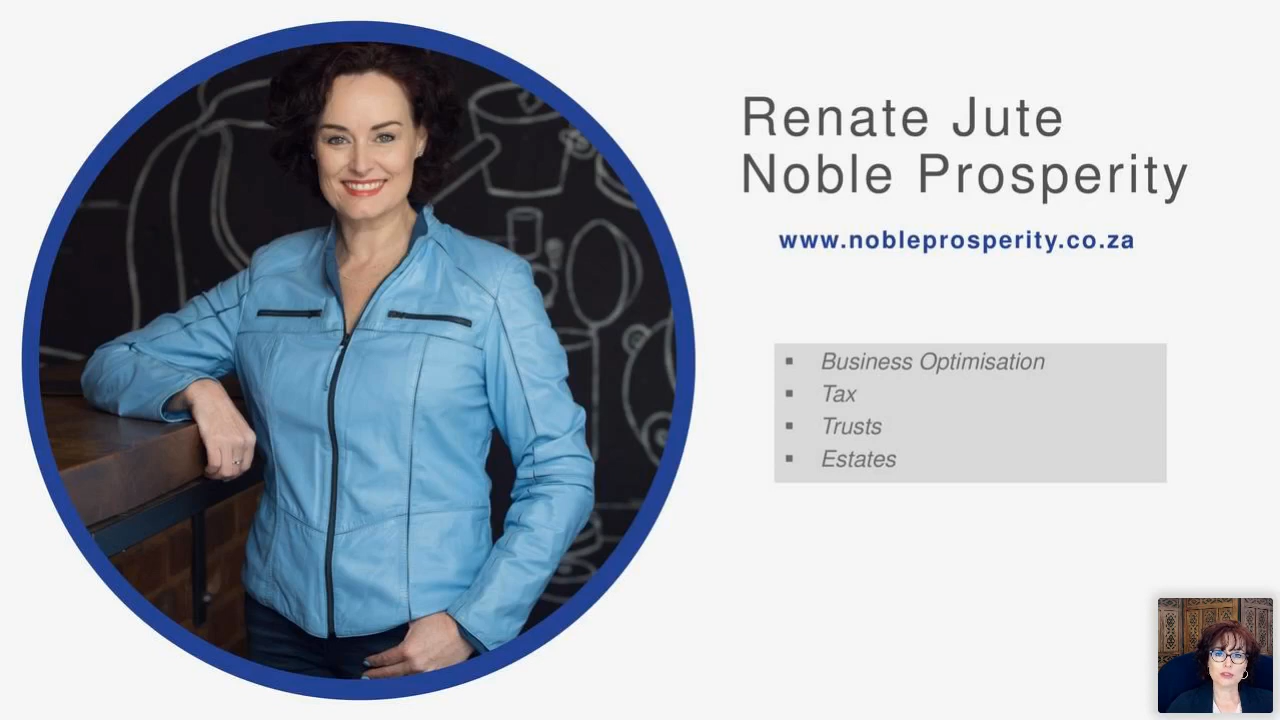 Renate Jute
Noble Prosperity
www.nobleprosperity.co.za
▪ Business Optimisation
▪ Tax
▪ Trusts
▪ Estates